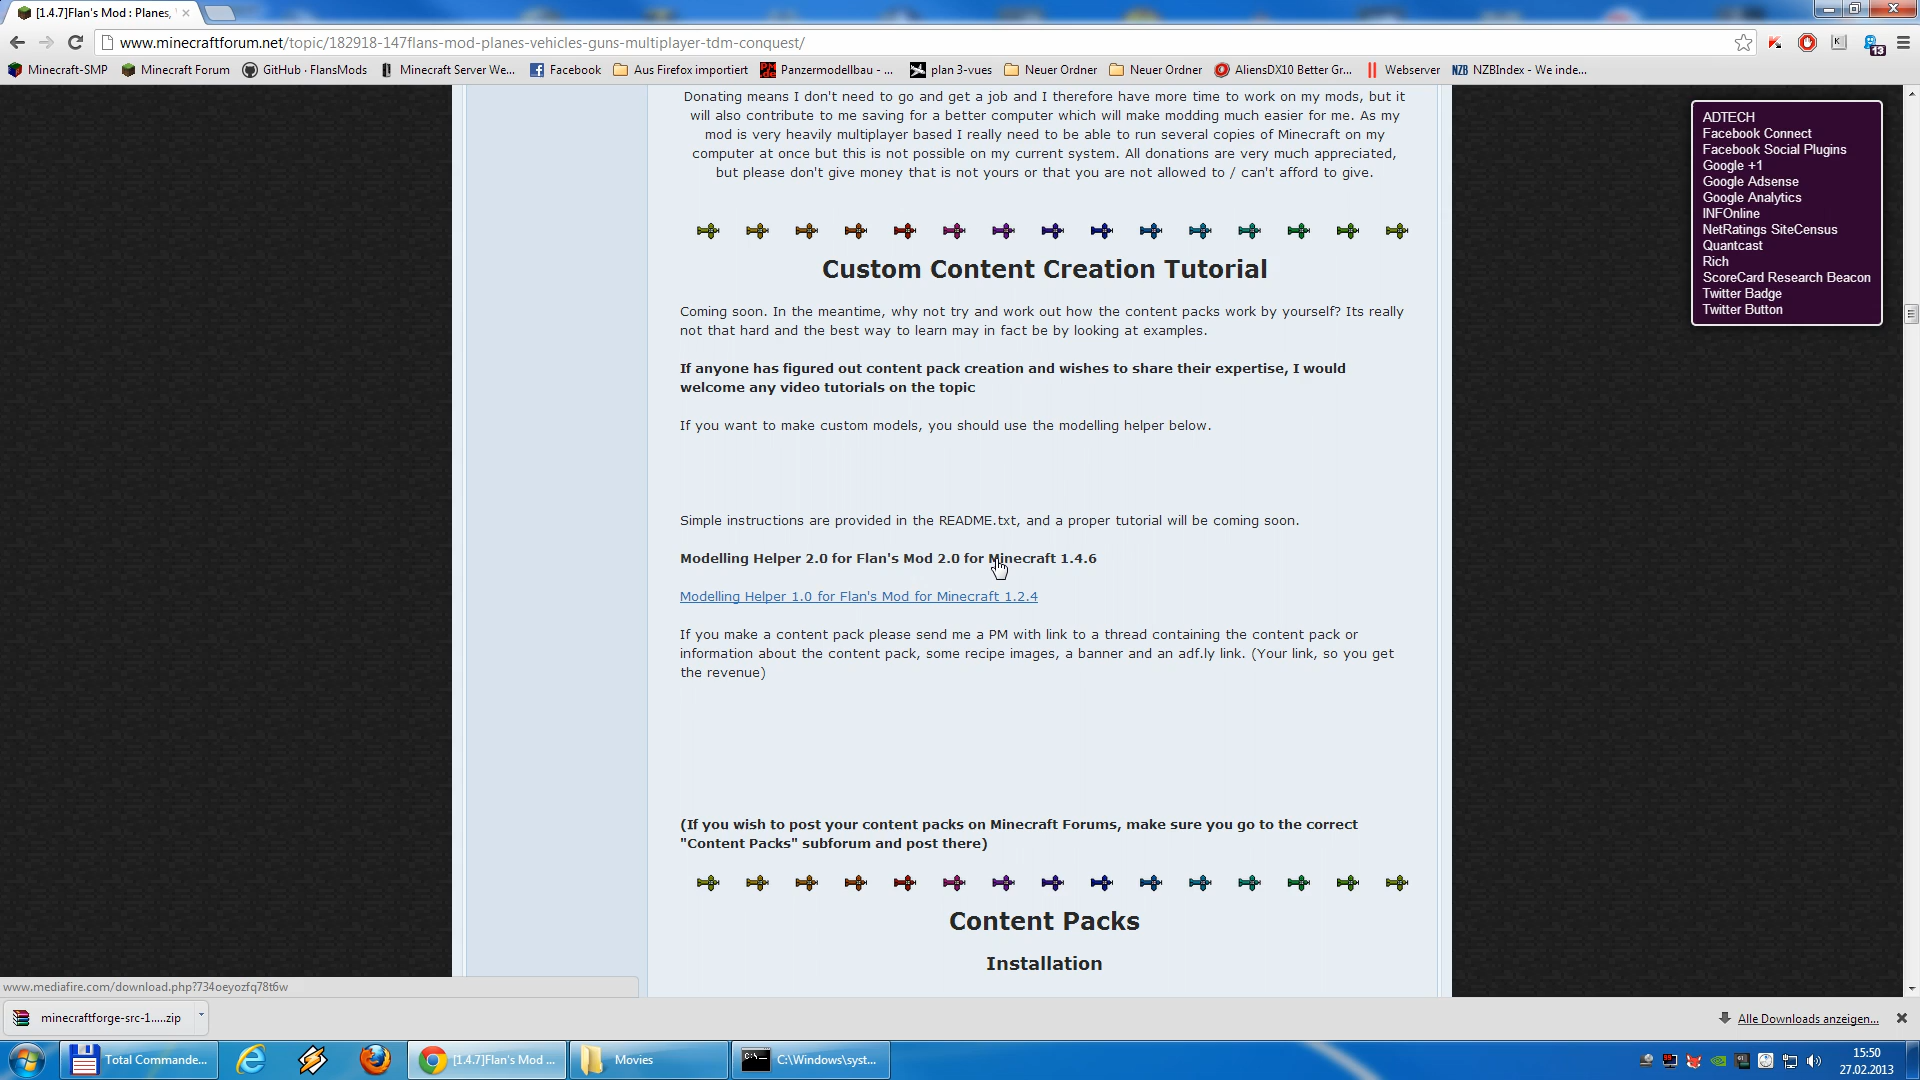 [1.4.7]Flan's Mod : Planes,
www.minecraftforum.net/topic/182918-147flans-mod-planes-vehicles-guns-multiplayer-tdm-conquest/
13
Minecraft-SMP
Minecraft Forum
GitHub · FlansMods
Minecraft Server We...
Facebook
Aus Firefox importiert
Panzermodellbau - ...
plan 3-vues
Neuer Ordner
Neuer Ordner
AliensDX10 Better Gr...
Webserver
NZB NZBIndex - We inde...
Donating means I don't need to go and get a job and I therefore have more time to work on my mods, but it
will also contribute to me saving for a better computer which will make modding much easier for me. As my
mod is very heavily multiplayer based I really need to be able to run several copies of Minecraft on my
computer at once but this is not possible on my current system. All donations are very much appreciated,
but please don't give money that is not yours or that you are not allowed to / can't afford to give.
ADTECH
Facebook Connect
Facebook Social Plugins
Google +1
Google Adsense
Google Analytics
INFOnline
NetRatings SiteCensus
Quantcast
Rich
ScoreCard Research Beacon
Twitter Badge
Twitter Button
Custom Content Creation Tutorial
Coming soon. In the meantime, why not try and work out how the content packs work by yourself? Its really
not that hard and the best way to learn may in fact be by looking at examples.
If anyone has figured out content pack creation and wishes to share their expertise, I would
welcome any video tutorials on the topic
If you want to make custom models, you should use the modelling helper below.
Simple instructions are provided in the README.txt, and a proper tutorial will be coming soon.
Modelling Helper 2.0 for Flan's Mod 2.0 for Minecraft 1.4.6
Modelling Helper 1.0 for Flan's Mod for Minecraft 1.2.4
If you make a content pack please send me a PM with link to a thread containing the content pack or
information about the content pack, some recipe images, a banner and an adf.ly link. (Your link, so you get
the revenue)
(If you wish to post your content packs on Minecraft Forums, make sure you go to the correct
"Content Packs" subforum and post there)
Content Packs
Installation
www.mediafire.com/download.php?734oeyozfq78t6w
minecraftforge-src-1.....zip
Alle Downloads anzeigen...
Total Commande...
[1.4.7]Flan's Mod ...
Movies
C:\Windows\syst...
15:50
27.02.2013